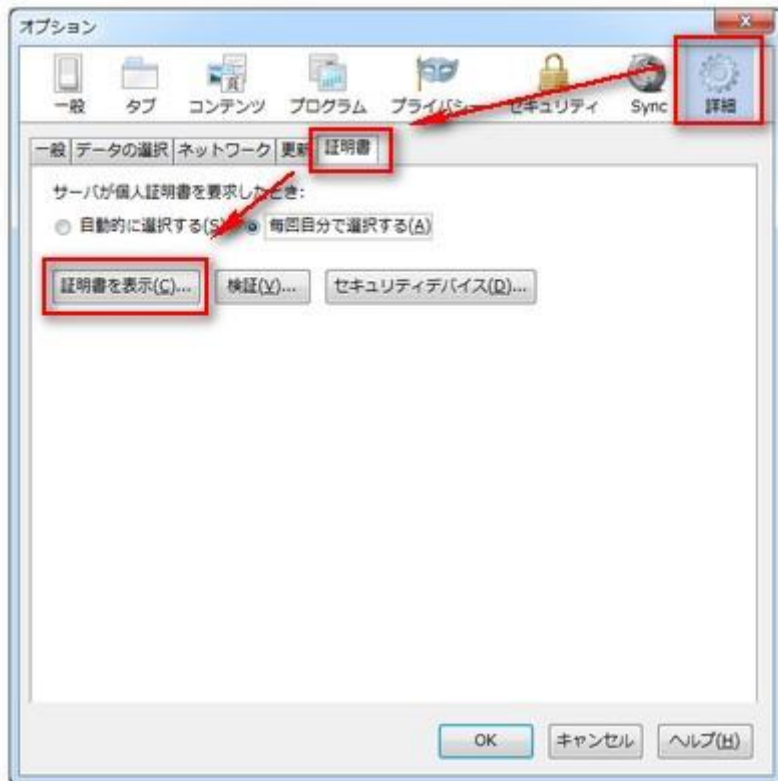 オプション
一般 タブ コンテンツ プログラム プライバシー セキュリティ Sync 詳細
一般 データの選択 ネットワーク 更新 証明書
サーバが個人証明書を要求したとき:
自動的に選択する(S) 毎回自分で選択する(A)
証明書を表示(C)... 検証(V)... セキュリティデバイス(D)...
OK キャンセル ヘルプ(H)